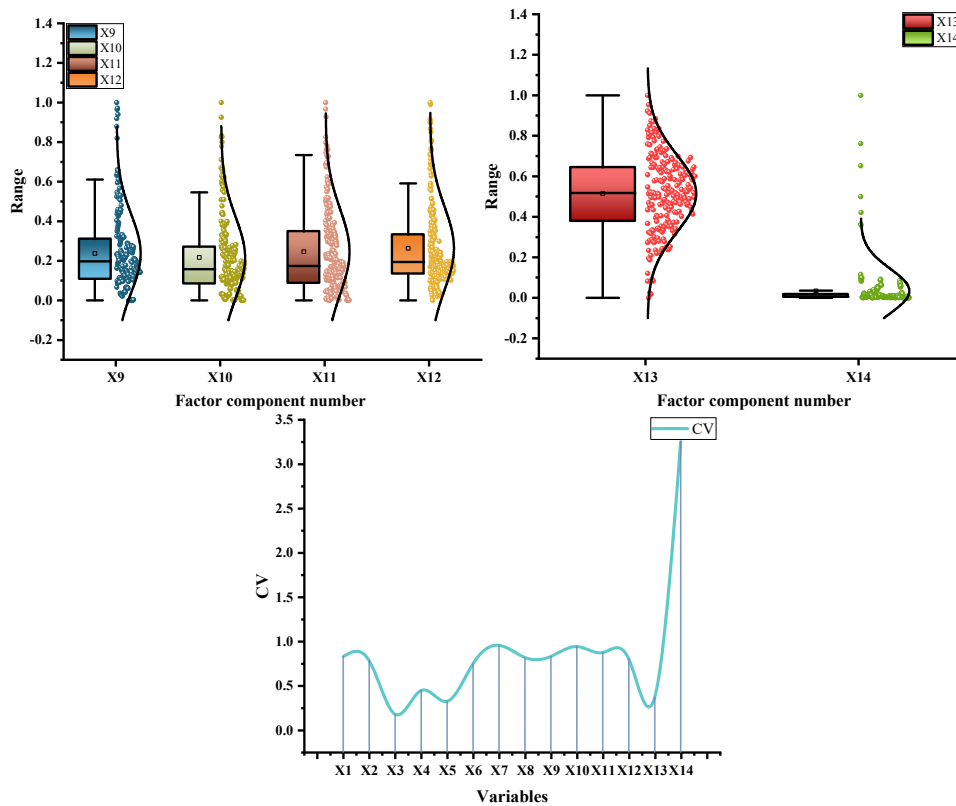 X9
X10
X11
X12
1.4
1.2
1.0
0.8
0.6
0.4
0.2
0.0
-0.2
Range
X9 X10 X11 X12
Factor component number
X13
X14
1.4
1.2
1.0
0.8
0.6
0.4
0.2
0.0
-0.2
Range
X13 X14
Factor component number
CV
3.5
3.0
2.5
2.0
1.5
1.0
0.5
0.0
CV
X1 X2 X3 X4 X5 X6 X7 X8 X9 X10 X11 X12 X13 X14
Variables